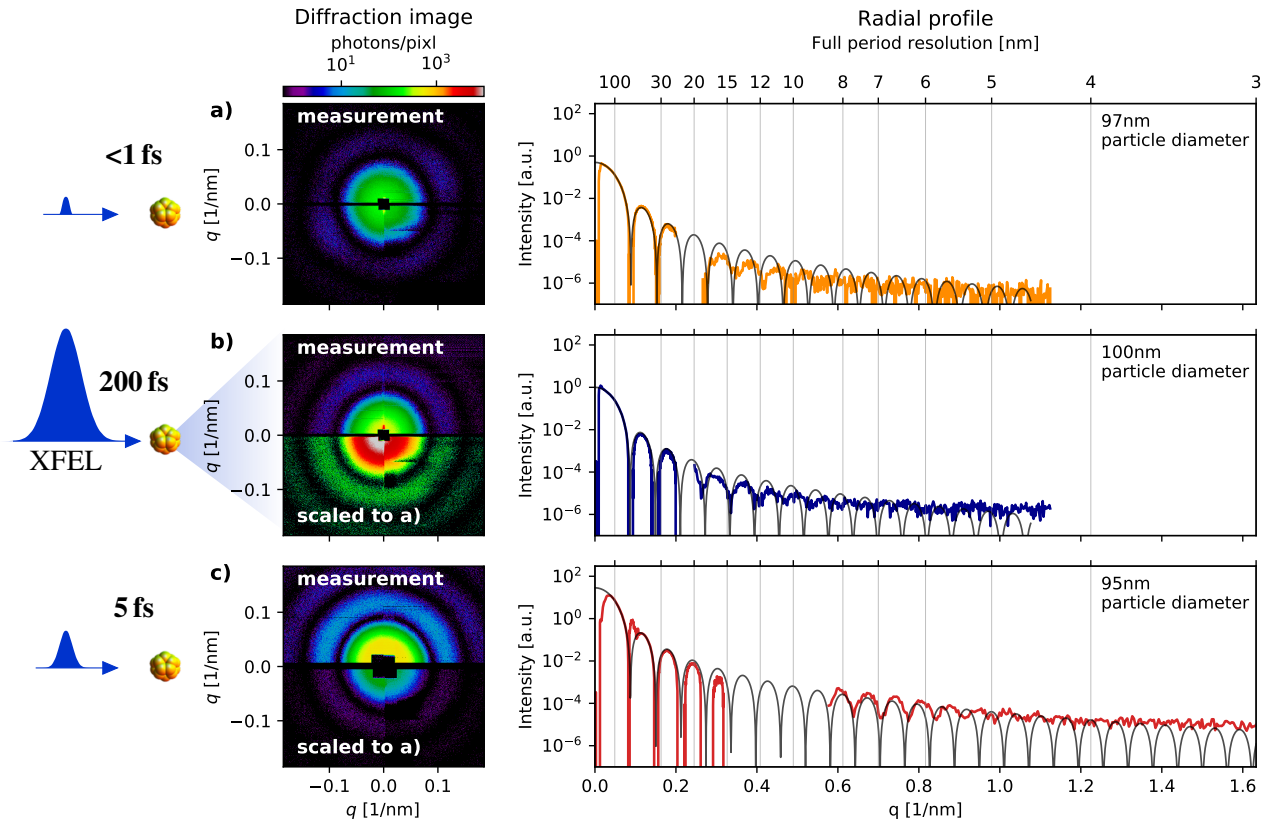 Diffraction image
photons/pixl
10¹ 10³
Radial profile
Full period resolution [nm]
100 30 20 15 12 10 8 7 6 5 4 3
a)
measurement
<1 fs
q [1/nm]
0.1
0.0
−0.1
Intensity [a.u.]
10²
10⁰
10⁻²
10⁻⁴
10⁻⁶
97nm
particle diameter
b)
measurement
200 fs
XFEL
q [1/nm]
0.1
0.0
−0.1
scaled to a)
Intensity [a.u.]
10²
10⁰
10⁻²
10⁻⁴
10⁻⁶
100nm
particle diameter
c)
measurement
5 fs
q [1/nm]
0.1
0.0
−0.1
scaled to a)
−0.1 0.0 0.1
q [1/nm]
Intensity [a.u.]
10²
10⁰
10⁻²
10⁻⁴
10⁻⁶
95nm
particle diameter
0.0 0.2 0.4 0.6 0.8 1.0 1.2 1.4 1.6
q [1/nm]